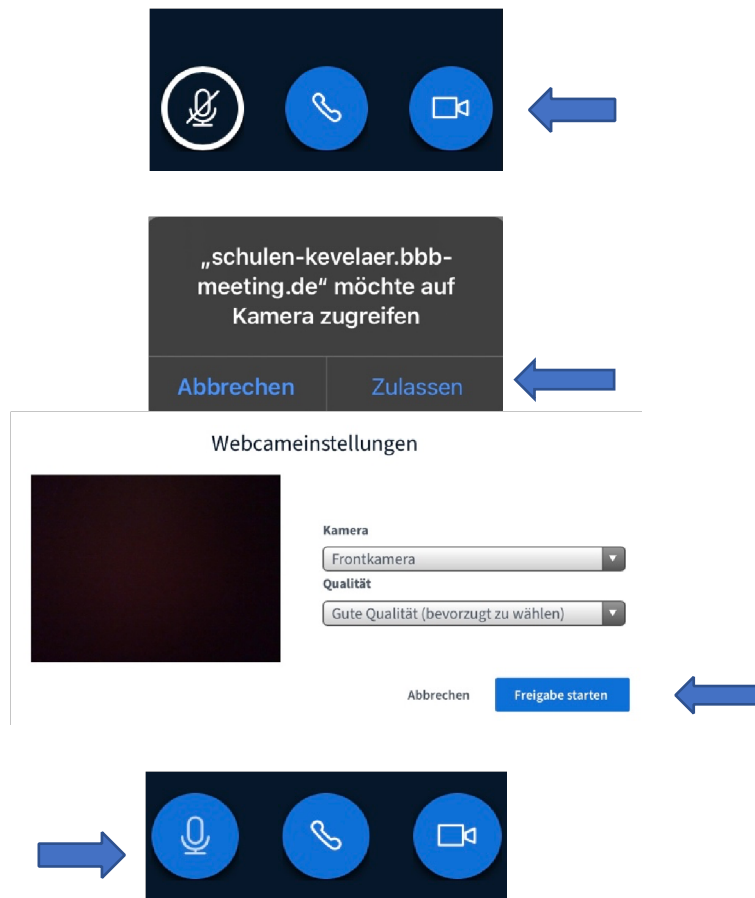 „schulen-kevelaer.bbb-
meeting.de“ möchte auf
Kamera zugreifen
Abbrechen Zulassen
Webcameinstellungen
Kamera
Frontkamera
Qualität
Gute Qualität (bevorzugt zu wählen)
Abbrechen Freigabe starten